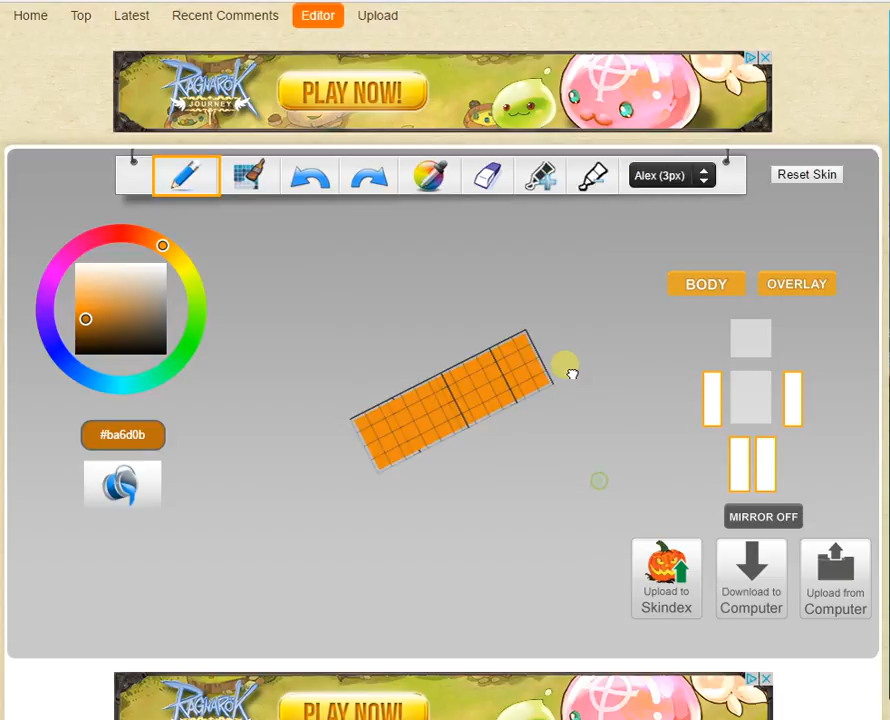 Home Top Latest Recent Comments Editor Upload
RAGNAROK
JOURNEY
PLAY NOW!
Alex (3px)
Reset Skin
BODY OVERLAY
#ba6d0b
MIRROR OFF
Upload to
Skindex
Download to
Computer
Upload from
Computer
RAGNAROK
PLAY NOW!